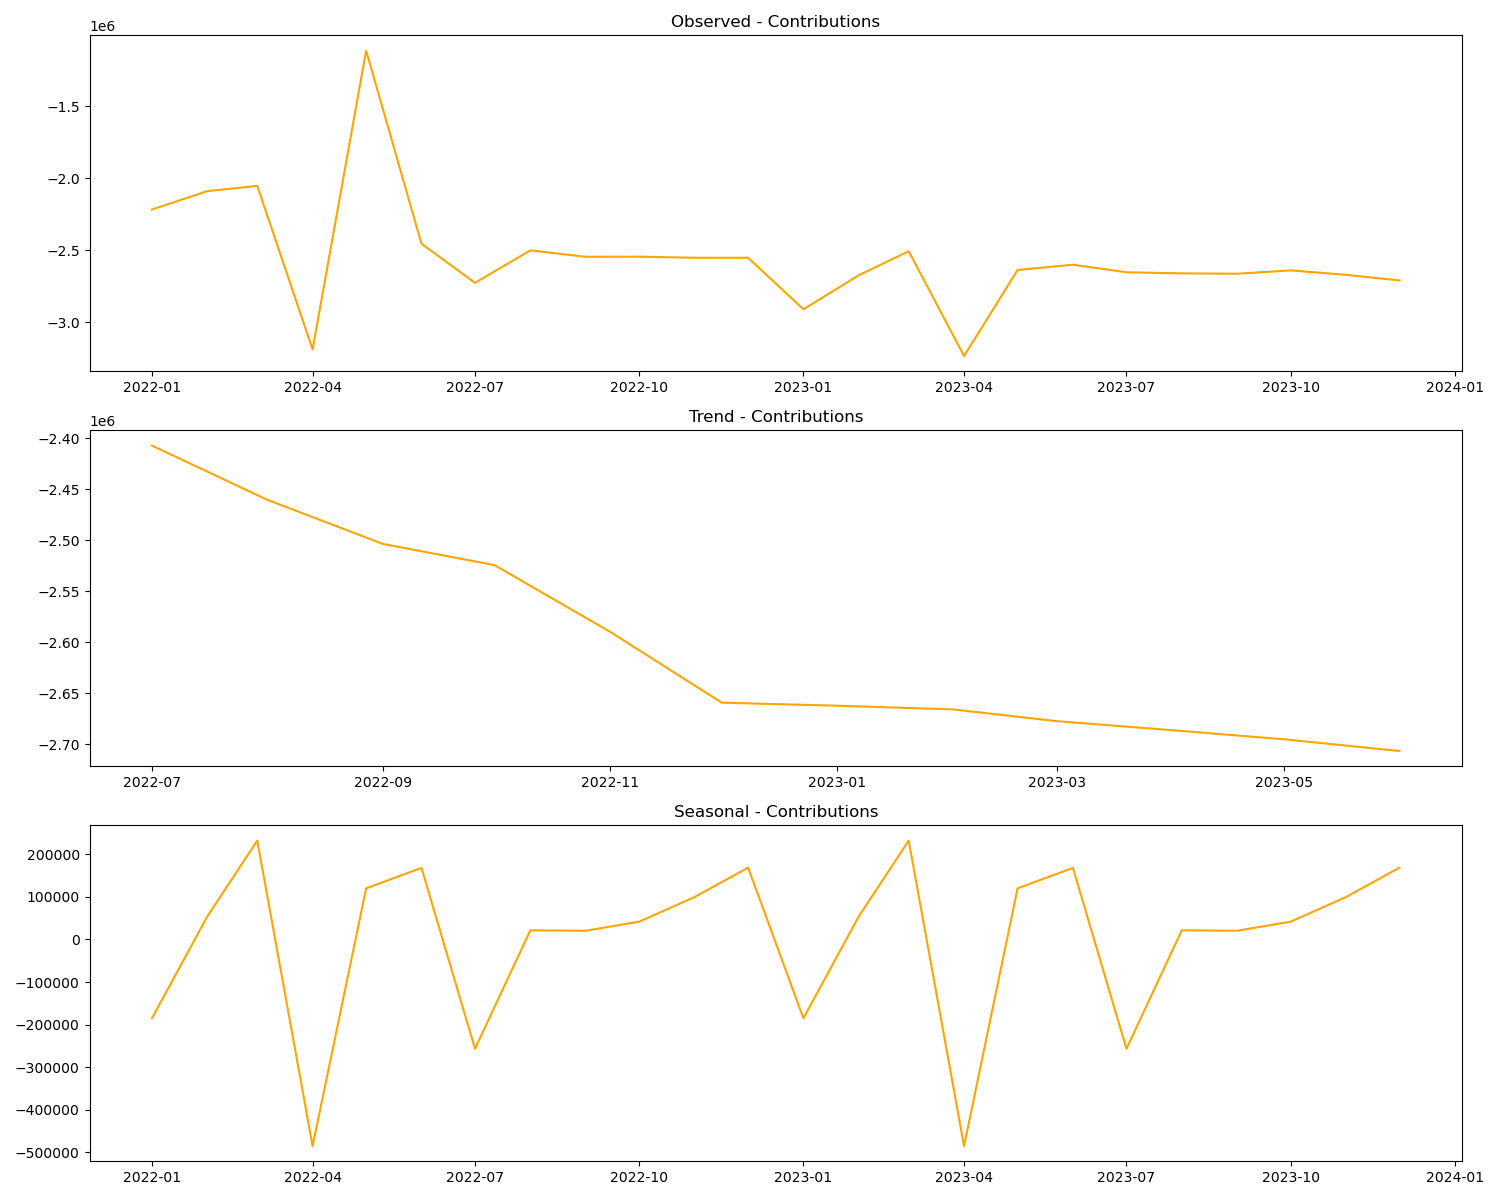 Observed - Contributions
1e6
−1.5
−2.0
−2.5
−3.0
2022-01 2022-04 2022-07 2022-10 2023-01 2023-04 2023-07 2023-10 2024-01
Trend - Contributions
1e6
−2.40
−2.45
−2.50
−2.55
−2.60
−2.65
−2.70
2022-07 2022-09 2022-11 2023-01 2023-03 2023-05
Seasonal - Contributions
200000
100000
0
−100000
−200000
−300000
−400000
−500000
2022-01 2022-04 2022-07 2022-10 2023-01 2023-04 2023-07 2023-10 2024-01